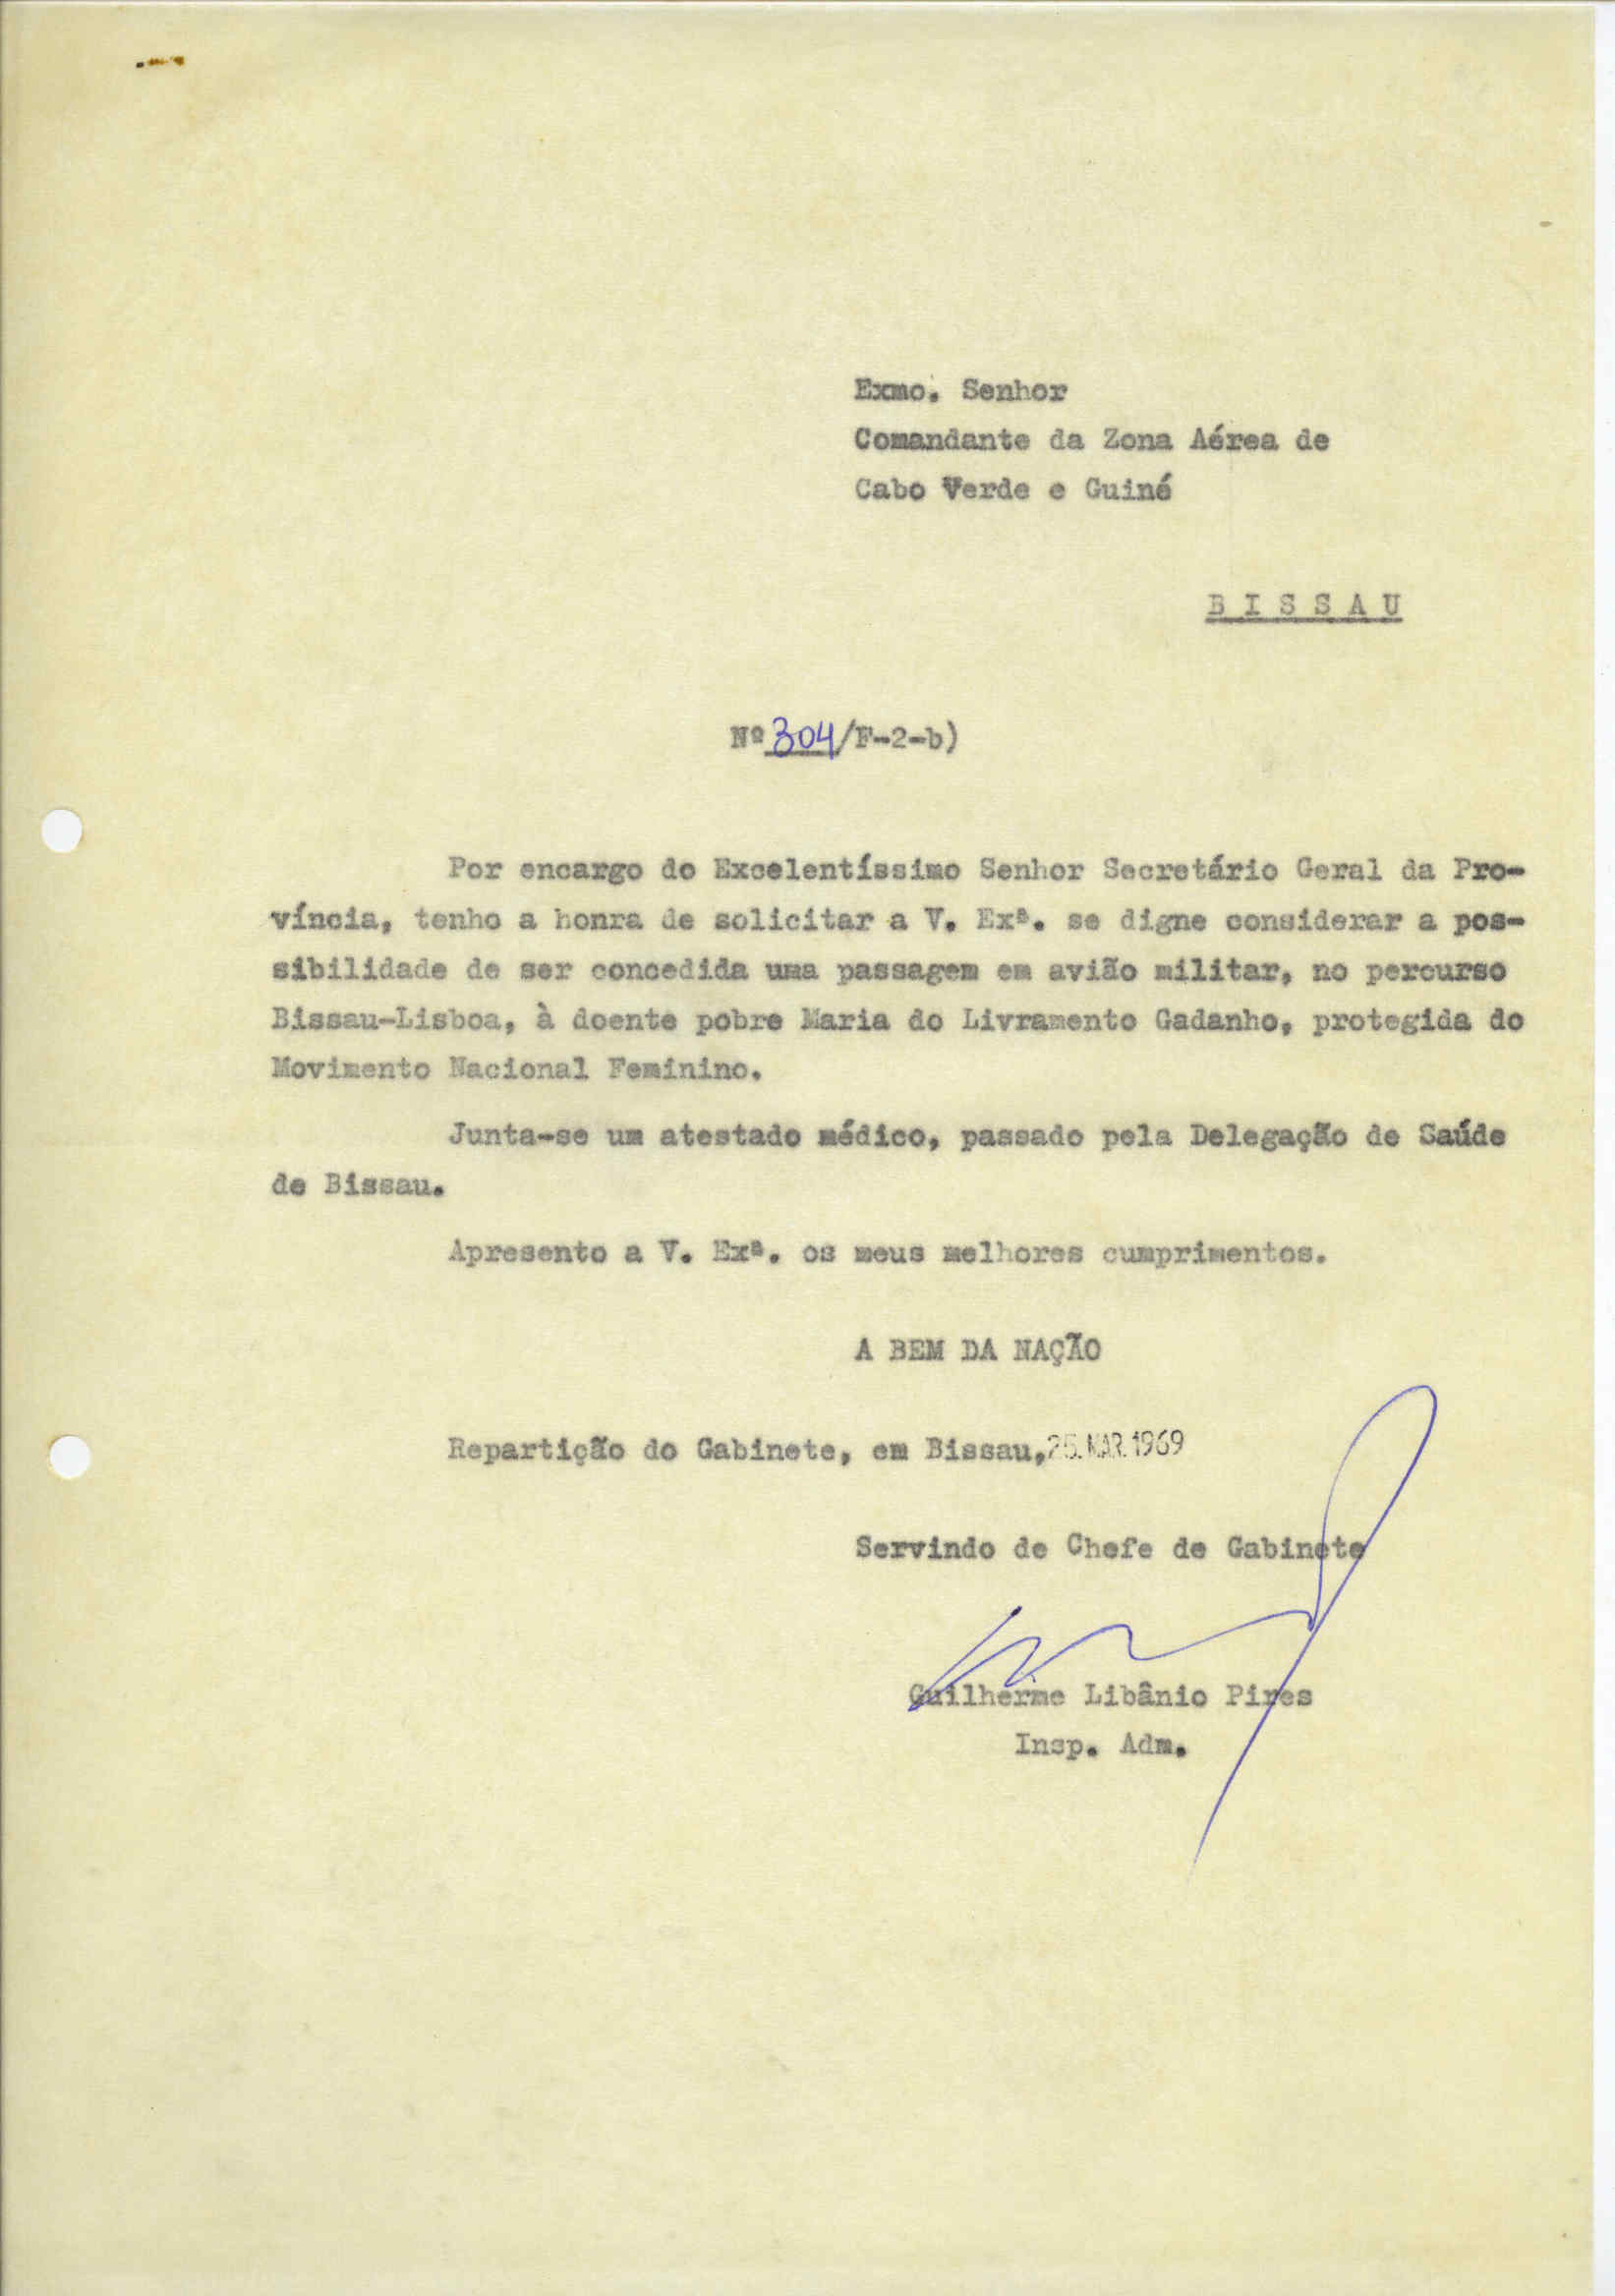 Exmo. Senhor
Comandante da Zona Aérea de
Cabo Verde e Guiné
B I S S A U
Nº 304/F-2-b)
Por encargo do Excelentíssimo Senhor Secretário Geral da Pro-
víncia, tenho a honra de solicitar a V. Exª. se digne considerar a pos-
sibilidade de ser concedida uma passagem em avião militar, no percurso
Bissau-Lisboa, à doente pobre Maria do Livramento Gadanho, protegida do
Movimento Nacional Feminino.
Junta-se um atestado médico, passado pela Delegação de Saúde
de Bissau.
Apresento a V. Exª. os meus melhores cumprimentos.
A BEM DA NAÇÃO
Repartição do Gabinete, em Bissau, 25. MAR. 1969
Servindo de Chefe de Gabinete
Guilherme Libânio Pires
Insp. Adm.